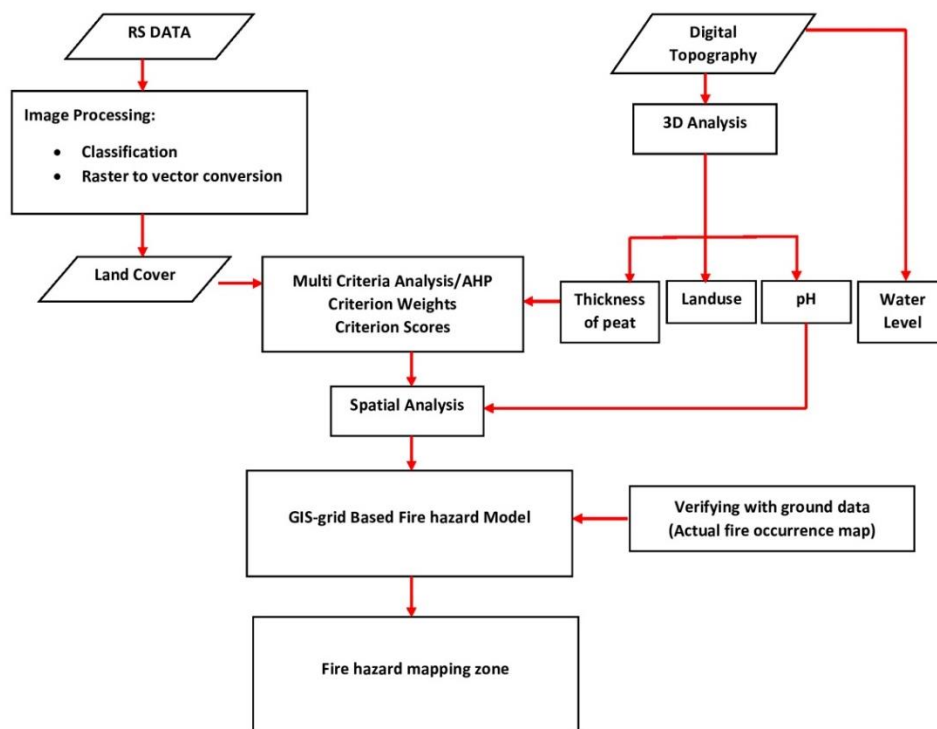 RS DATA
Digital
Topography
Image Processing:
• Classification
• Raster to vector conversion
3D Analysis
Land Cover
Multi Criteria Analysis/AHP
Criterion Weights
Criterion Scores
Thickness
of peat
Landuse
pH
Water
Level
Spatial Analysis
GIS-grid Based Fire hazard Model
Verifying with ground data
(Actual fire occurrence map)
Fire hazard mapping zone